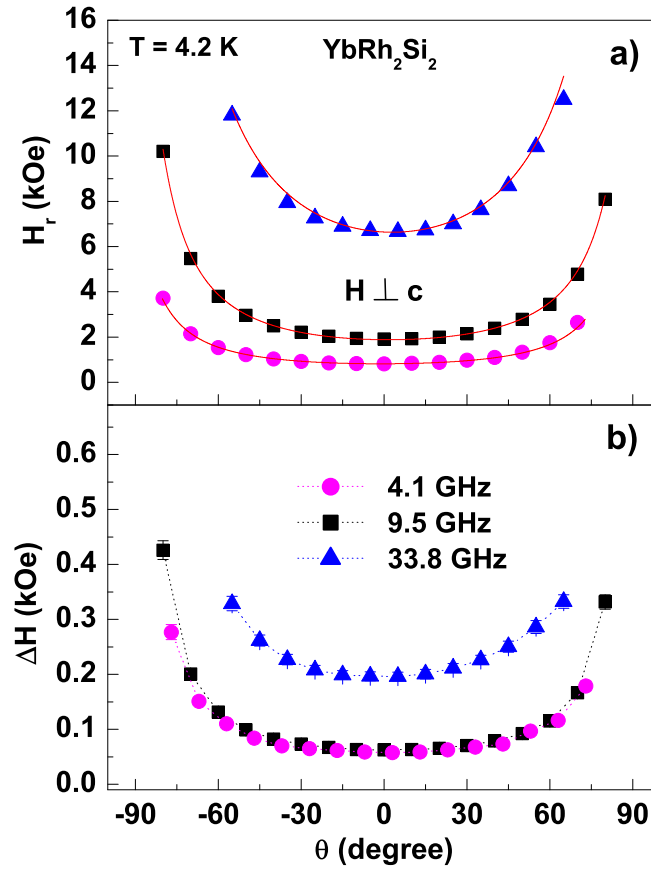 T = 4.2 K
YbRh₂Si₂
a)
H ⊥ c
16
14
12
10
8
6
4
2
0
Hᵣ (kOe)
b)
4.1 GHz
9.5 GHz
33.8 GHz
0.6
0.5
0.4
0.3
0.2
0.1
0.0
ΔH (kOe)
-90 -60 -30 0 30 60 90
θ (degree)